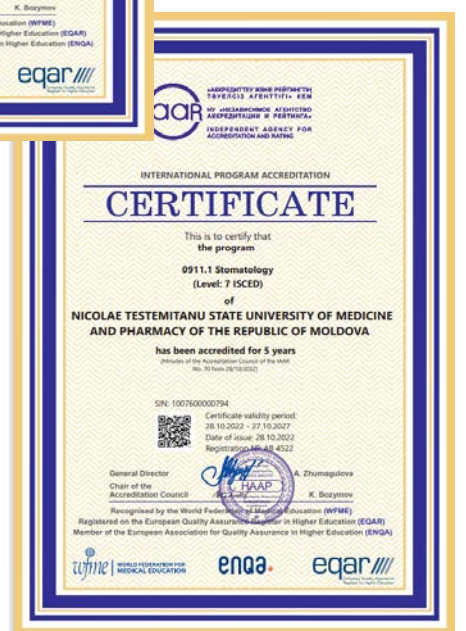 K. Bozymov
ducation (WFME)
Higher Education (EQAR)
n Higher Education (ENQA)
eqar
aar
«АККРЕДИТТЕУ ЖӘНЕ РЕЙТИНГТІҢ
ТӘУЕЛСІЗ АГЕНТТІГІ» КЕМ
НУ «НЕЗАВИСИМОЕ АГЕНТСТВО
АККРЕДИТАЦИИ И РЕЙТИНГА»
INDEPENDENT AGENCY FOR
ACCREDITATION AND RATING
INTERNATIONAL PROGRAM ACCREDITATION
CERTIFICATE
This is to certify that
the program
0911.1 Stomatology
(Level: 7 ISCED)
of
NICOLAE TESTEMITANU STATE UNIVERSITY OF MEDICINE
AND PHARMACY OF THE REPUBLIC OF MOLDOVA
has been accredited for 5 years
(Minutes of the Accreditation Council of the IAAR
No. 70 from 28/10/2022)
SIN: 1007600000794
Certificate validity period:
28.10.2022 - 27.10.2027
Date of issue: 28.10.2022
Registration № AB 4522
General Director
A. Zhumagulova
Chair of the
Accreditation Council
K. Bozymov
НААР
Recognised by the World Federation of Medical Education (WFME)
Registered on the European Quality Assurance Register in Higher Education (EQAR)
Member of the European Association for Quality Assurance in Higher Education (ENQA)
wfme WORLD FEDERATION FOR
MEDICAL EDUCATION
enqa.
eqar